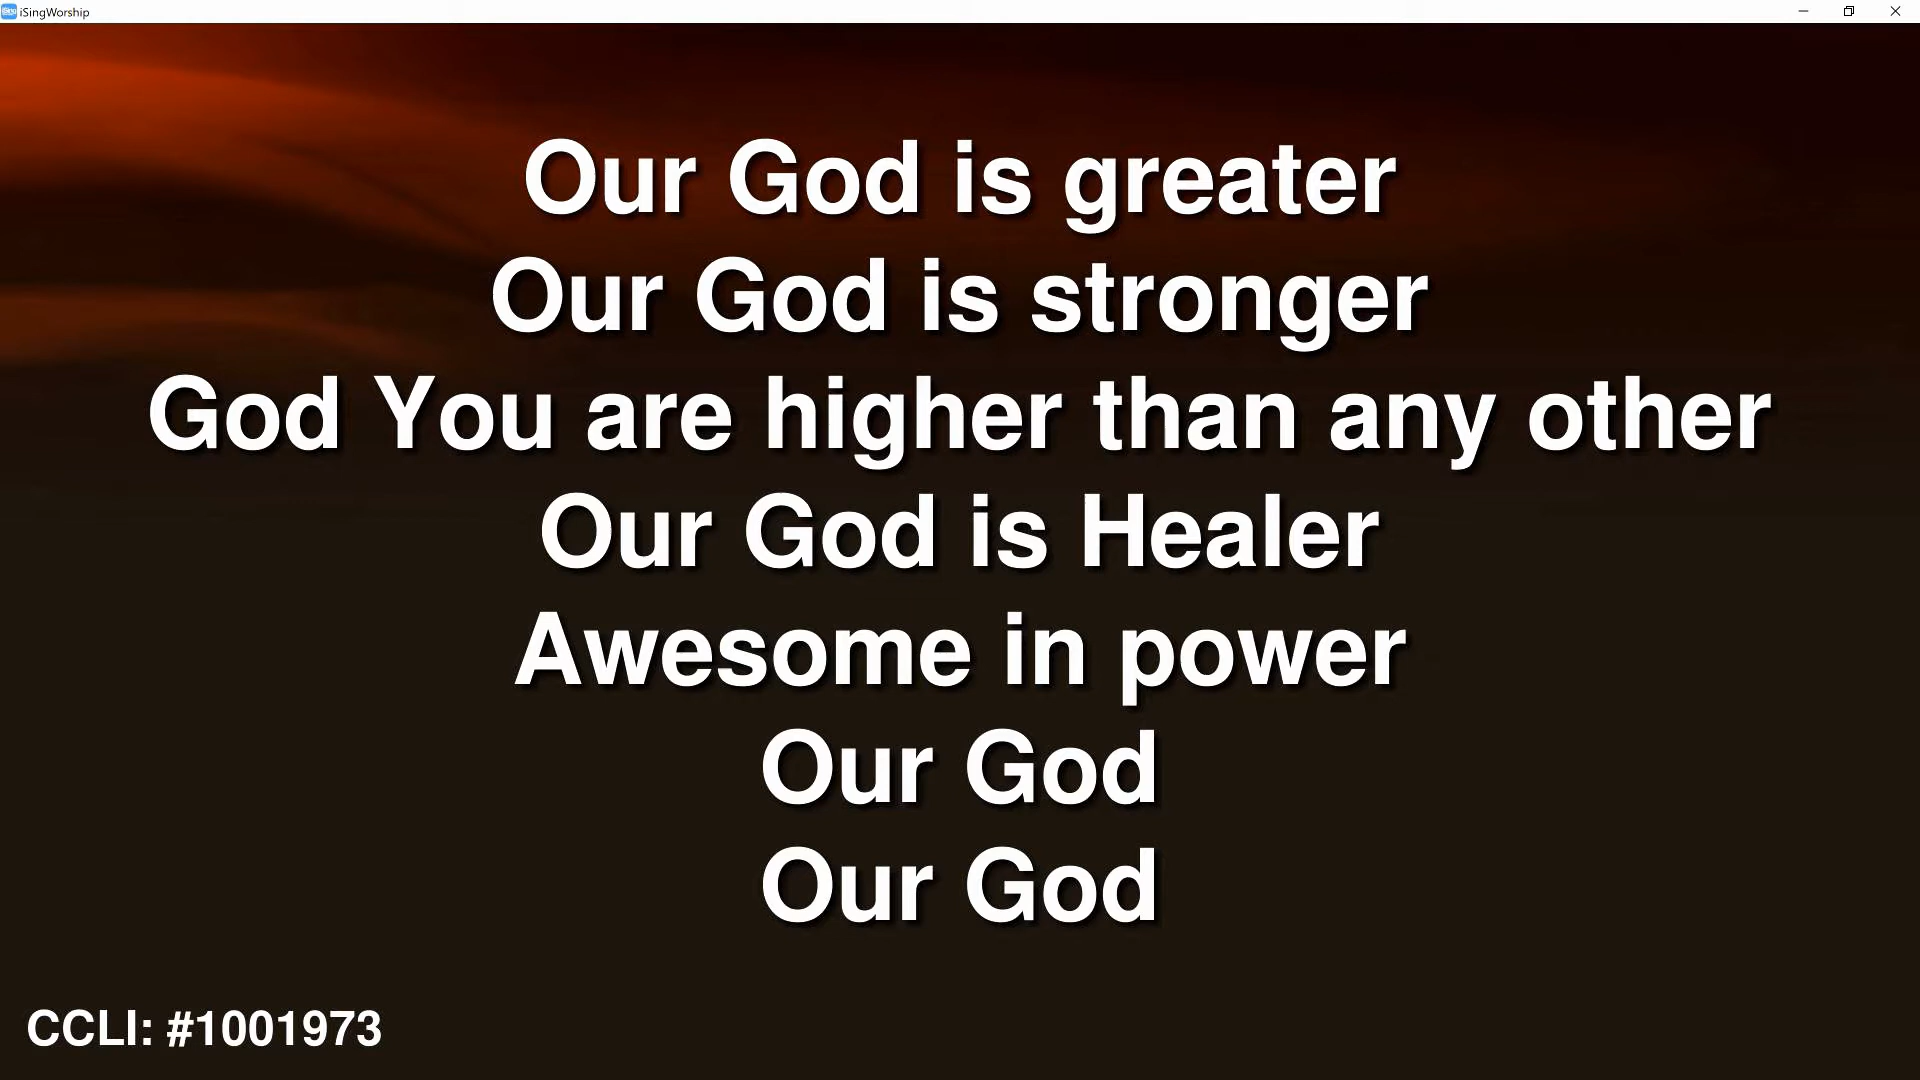 iSingWorship
Our God is greater
Our God is stronger
God You are higher than any other
Our God is Healer
Awesome in power
Our God
Our God
CCLI: #1001973